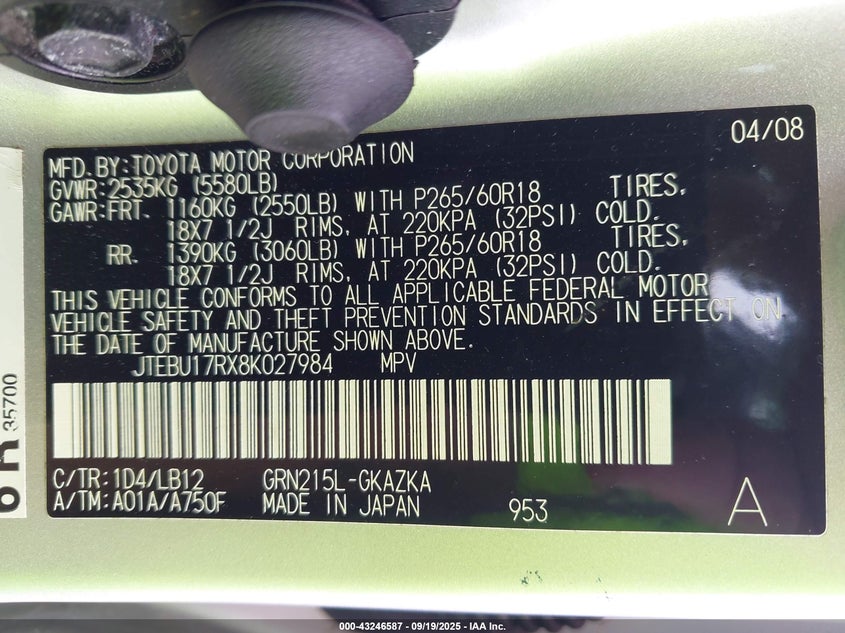 04/08
MFD. BY: TOYOTA MOTOR CORPORATION
GVWR: 2535KG (5580LB)
GAWR-FRT. 1160KG (2550LB) WITH P265/60R18 TIRES,
18X7 1/2J RIMS, AT 220KPA (32PSI) COLD.
RR. 1390KG (3060LB) WITH P265/60R18 TIRES,
18X7 1/2J RIMS, AT 220KPA (32PSI) COLD.
THIS VEHICLE CONFORMS TO ALL APPLICABLE FEDERAL MOTOR
VEHICLE SAFETY AND THEFT PREVENTION STANDARDS IN EFFECT ON
THE DATE OF MANUFACTURE SHOWN ABOVE.
JTEBU17RX8K027984 MPV
C/TR: 1D4/LB12 GRN215L-GKAZKA
A/TM: A01A/A750F MADE IN JAPAN 953 A
35700
000-43246587 - 09/19/2025 - IAA Inc.